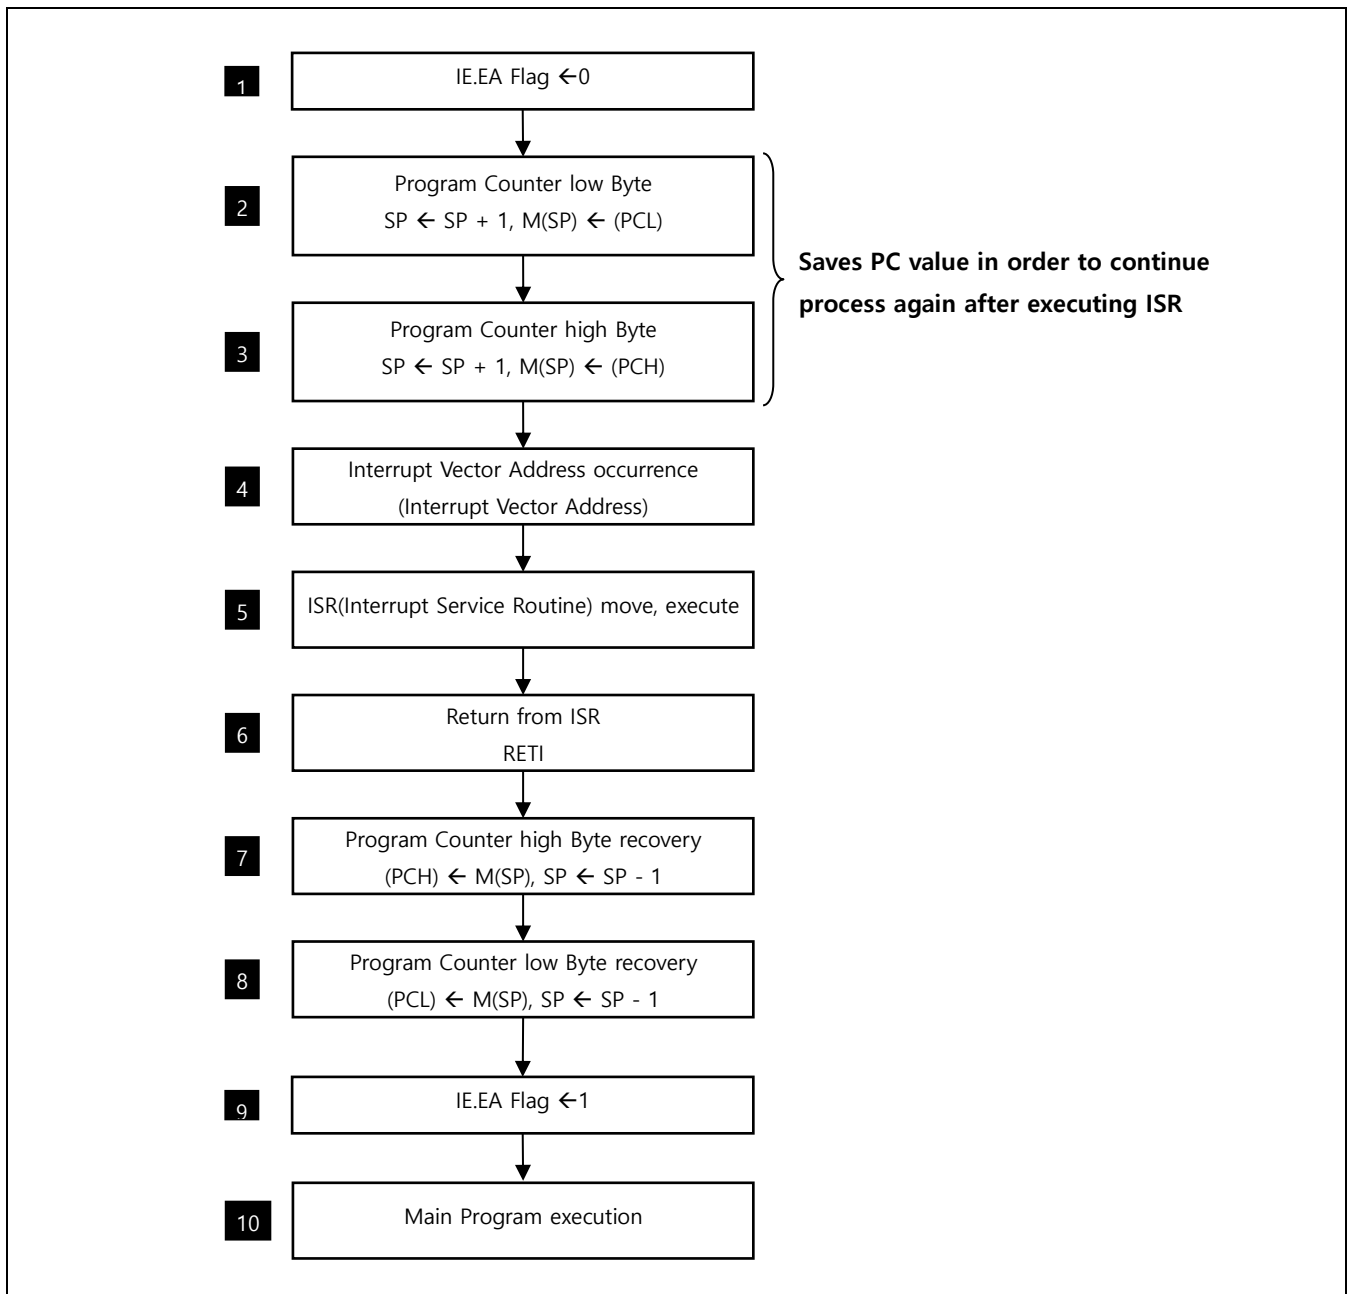 1
IE.EA Flag ←0
2
Program Counter low Byte
SP ← SP + 1, M(SP) ← (PCL)
3
Program Counter high Byte
SP ← SP + 1, M(SP) ← (PCH)
Saves PC value in order to continue
process again after executing ISR
4
Interrupt Vector Address occurrence
(Interrupt Vector Address)
5
ISR(Interrupt Service Routine) move, execute
6
Return from ISR
RETI
7
Program Counter high Byte recovery
(PCH) ← M(SP), SP ← SP - 1
8
Program Counter low Byte recovery
(PCL) ← M(SP), SP ← SP - 1
9
IE.EA Flag ←1
10
Main Program execution